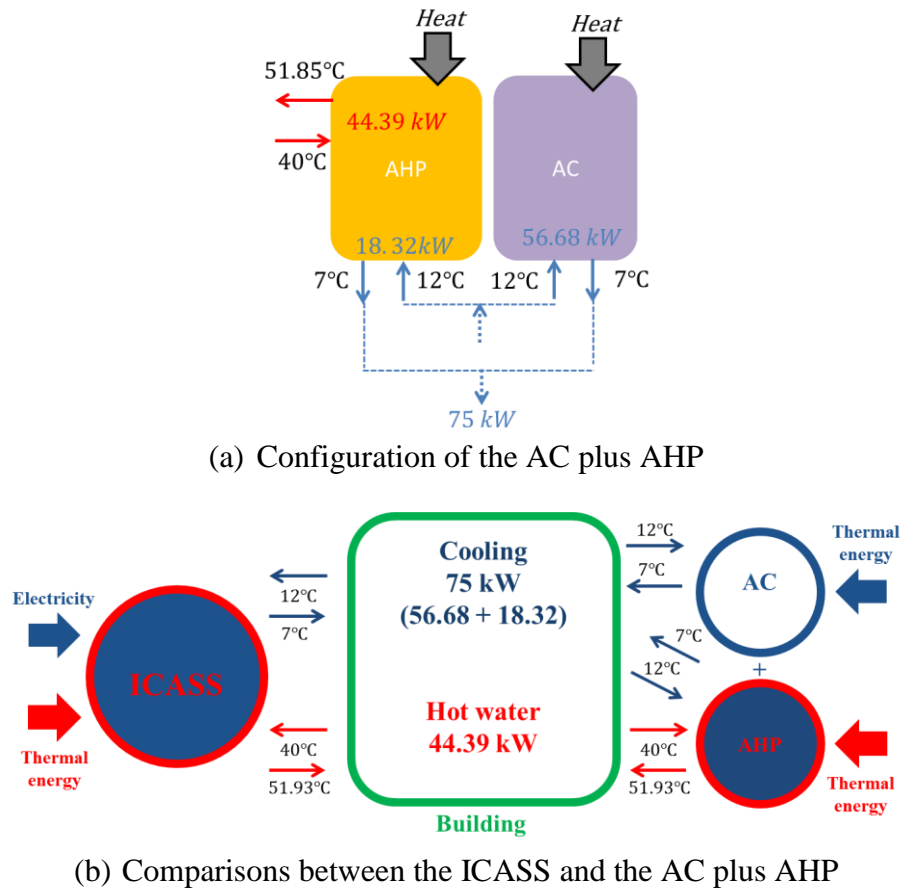 Heat
Heat
51.85°C
44.39 kW
40°C
AHP
AC
18.32kW
56.68 kW
7°C
12°C
12°C
7°C
75 kW
(a) Configuration of the AC plus AHP
Cooling
75 kW
(56.68 + 18.32)
12°C
7°C
AC
Thermal
energy
Electricity
12°C
7°C
7°C
12°C
+
ICASS
Hot water
44.39 kW
Thermal
energy
40°C
51.93°C
40°C
51.93°C
AHP
Thermal
energy
Building
(b) Comparisons between the ICASS and the AC plus AHP